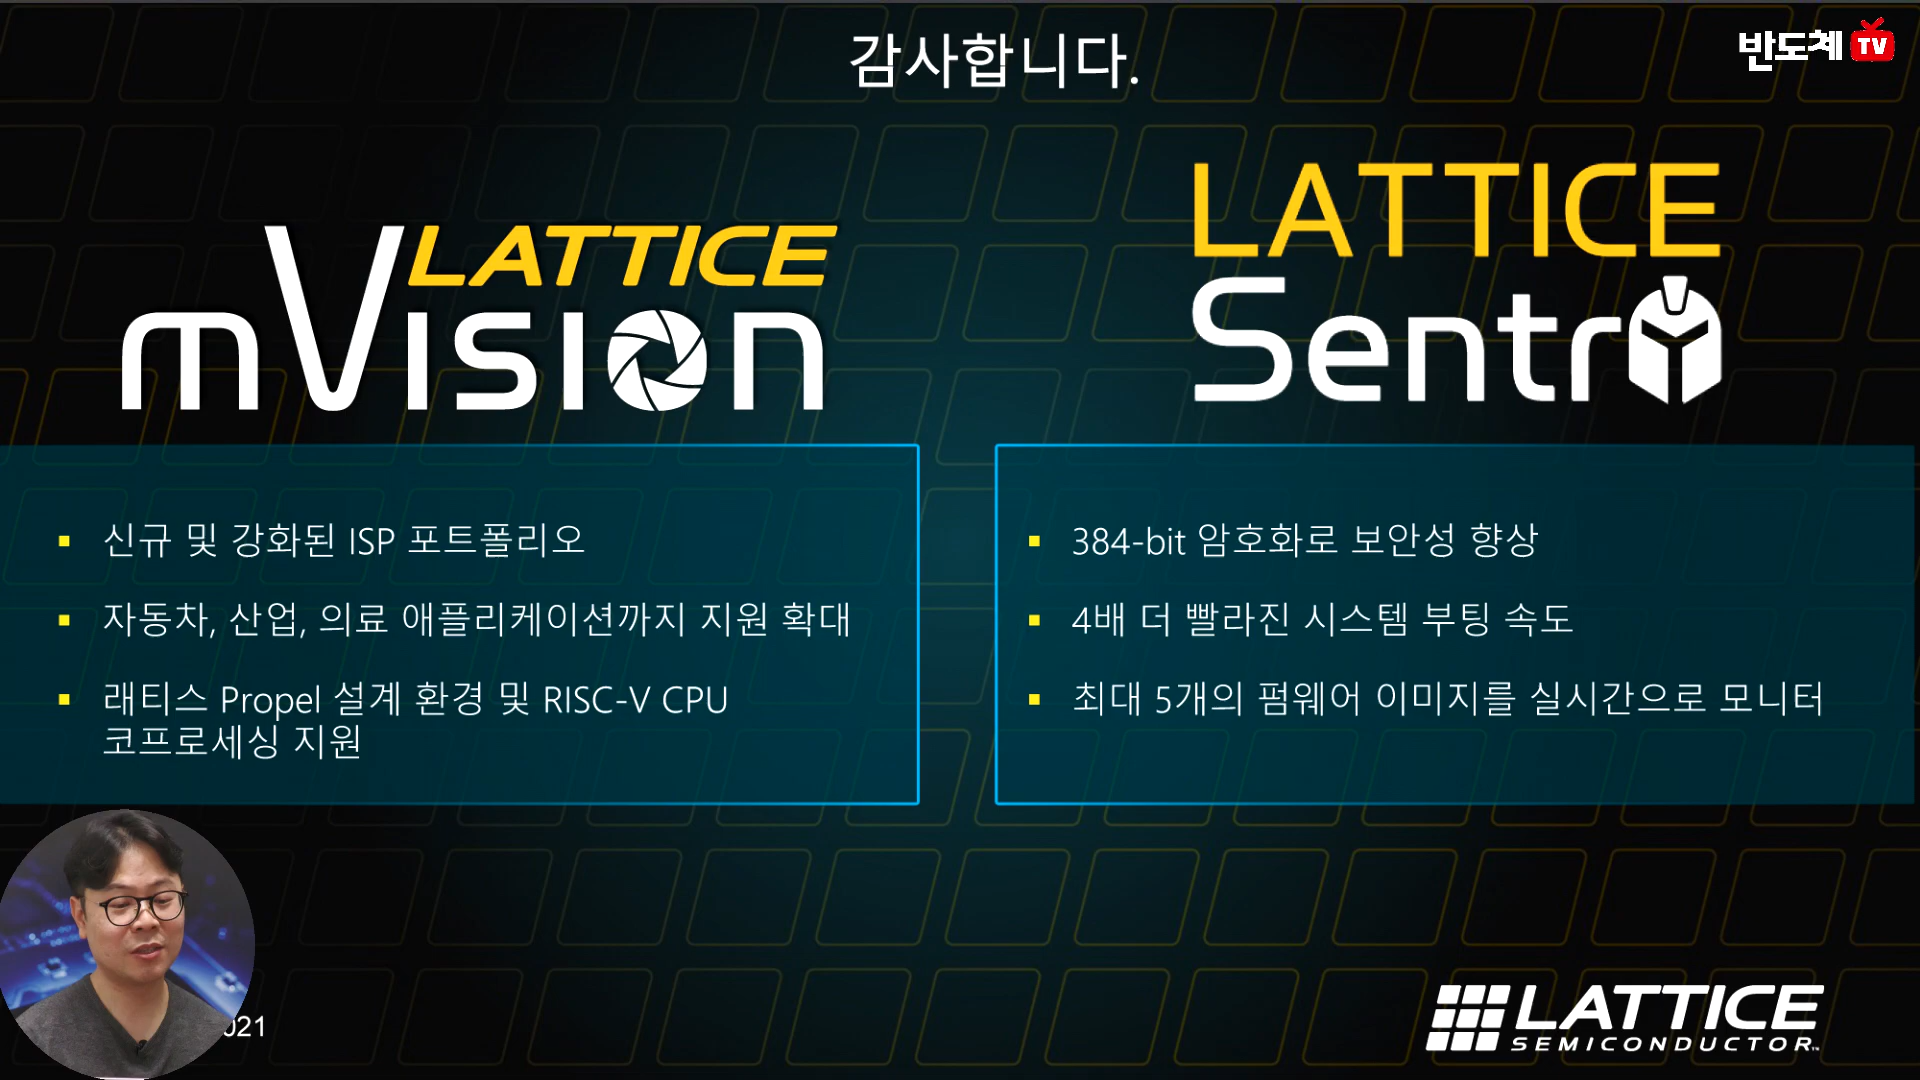 감사합니다.
반도체 TV
LATTICE
mVision
LATTICE
Sentry
▪ 신규 및 강화된 ISP 포트폴리오
▪ 자동차, 산업, 의료 애플리케이션까지 지원 확대
▪ 래티스 Propel 설계 환경 및 RISC-V CPU
코프로세싱 지원
▪ 384-bit 암호화로 보안성 향상
▪ 4배 더 빨라진 시스템 부팅 속도
▪ 최대 5개의 펌웨어 이미지를 실시간으로 모니터
LATTICE
SEMICONDUCTOR™